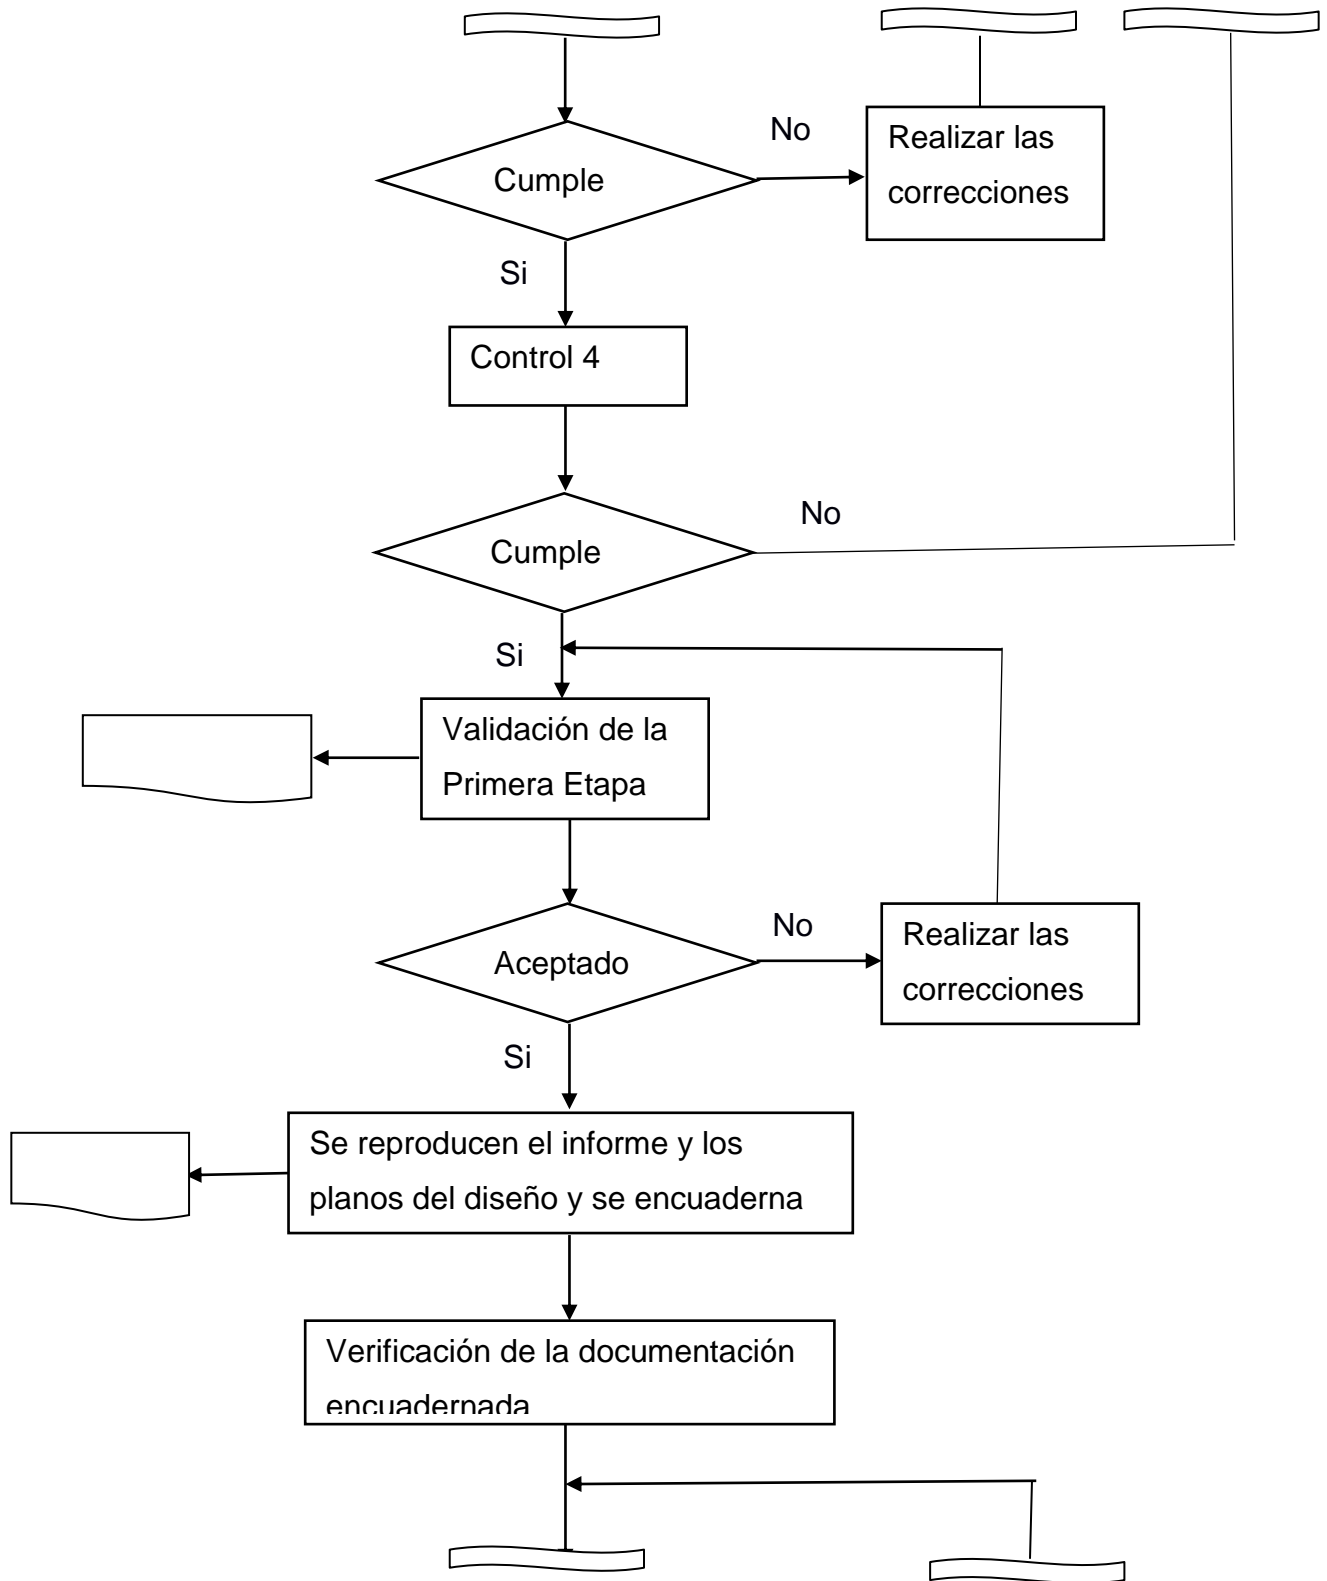 No
Realizar las
correcciones
Cumple
Si
Control 4
No
Cumple
Si
Validación de la
Primera Etapa
No
Realizar las
correcciones
Aceptado
Si
Se reproducen el informe y los
planos del diseño y se encuaderna
Verificación de la documentación
encuadernada